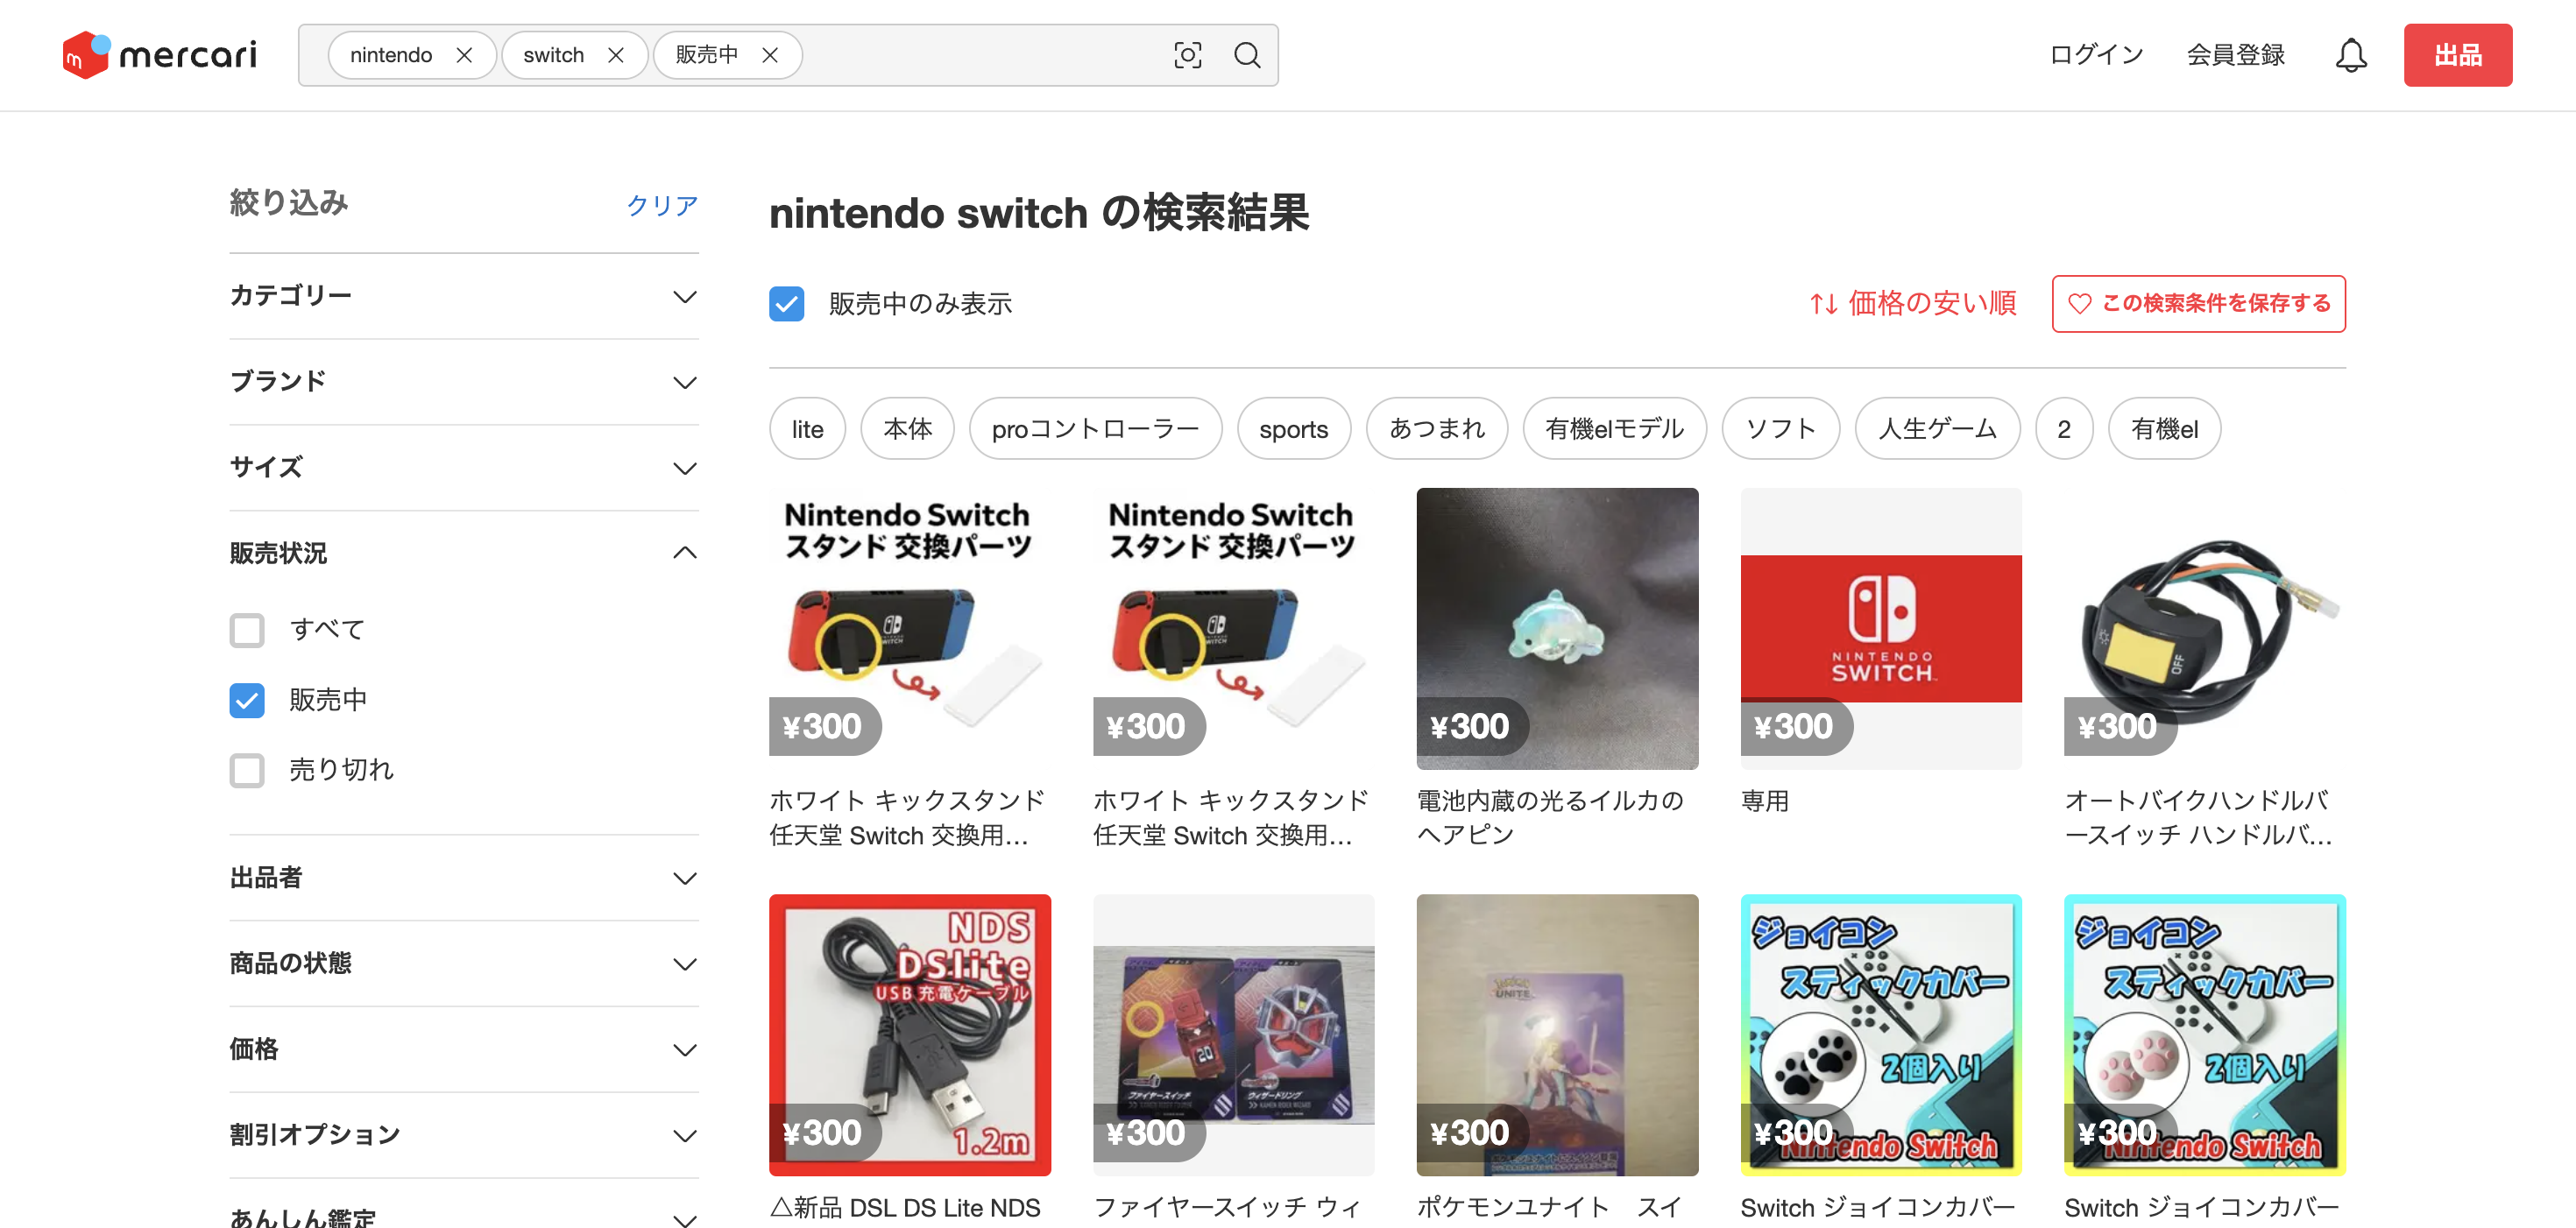 mercari
nintendo
switch
販売中
ログイン
会員登録
出品
絞り込み
クリア
カテゴリー
ブランド
サイズ
販売状況
すべて
販売中
売り切れ
出品者
商品の状態
価格
割引オプション
あんしん鑑定
nintendo switch の検索結果
販売中のみ表示
価格の安い順
この検索条件を保存する
lite
本体
proコントローラー
sports
あつまれ
有機elモデル
ソフト
人生ゲーム
2
有機el
Nintendo Switch
スタンド 交換パーツ
¥300
ホワイト キックスタンド
任天堂 Switch 交換用...
Nintendo Switch
スタンド 交換パーツ
¥300
ホワイト キックスタンド
任天堂 Switch 交換用...
¥300
電池内蔵の光るイルカの
ヘアピン
NINTENDO
SWITCH
¥300
専用
OFF
¥300
オートバイクハンドルバ
ースイッチ ハンドルバ...
NDS
DSlite
USB 充電ケーブル
1.2m
¥300
△新品 DSL DS Lite NDS
20
ファイヤースイッチ
ウィザードリング
¥300
ファイヤースイッチ ウィ
UNITE
¥300
ポケモンユナイト　スイ
ジョイコン
スティックカバー
2個入り
Nintendo Switch
¥300
Switch ジョイコンカバー
ジョイコン
スティックカバー
2個入り
Nintendo Switch
¥300
Switch ジョイコンカバー